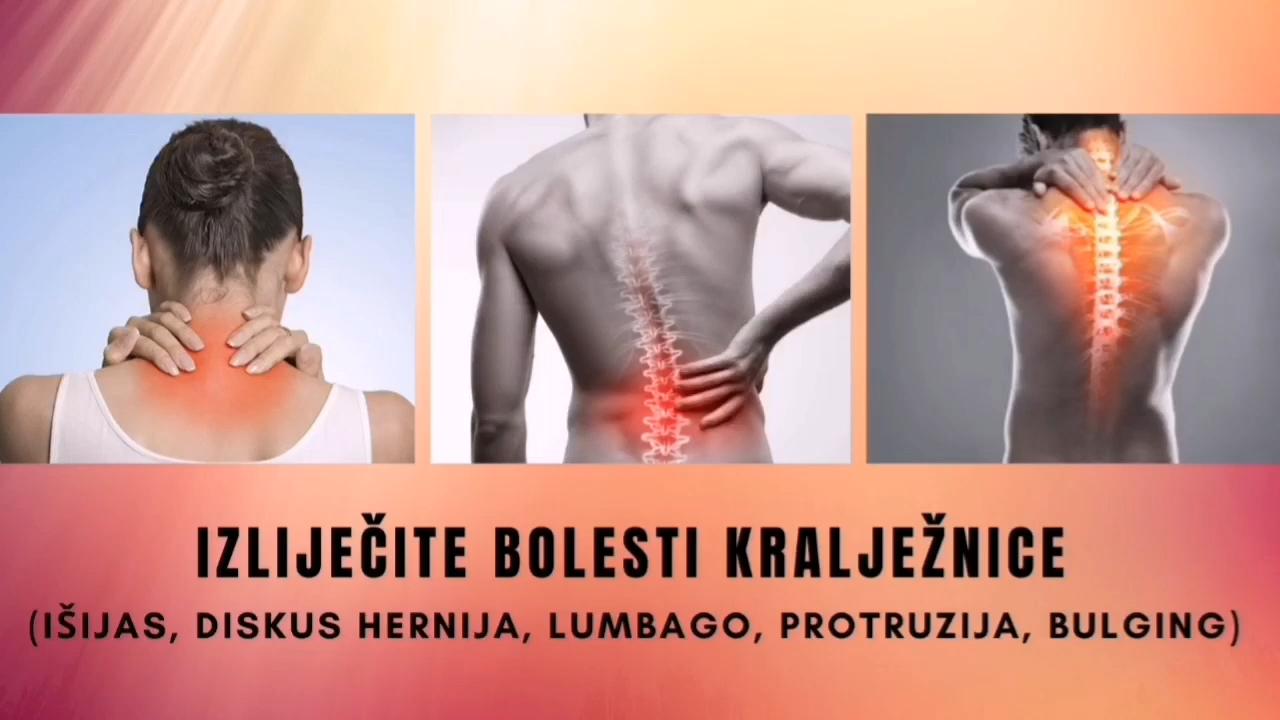 IZLIJEČITE BOLESTI KRALJEŽNICE
(IŠIJAS, DISKUS HERNIJA, LUMBAGO, PROTRUZIJA, BULGING)